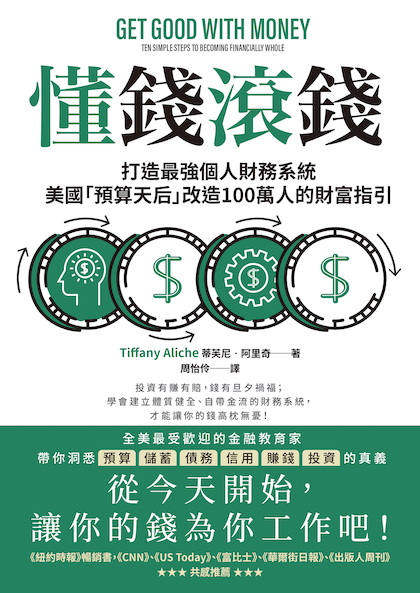 GET GOOD WITH MONEY
TEN SIMPLE STEPS TO BECOMING FINANCIALLY WHOLE
懂錢滾錢
打造最強個人財務系統
美國「預算天后」改造100萬人的財富指引
$ $ $ $
Tiffany Aliche 蒂芙尼．阿里奇——著
周怡伶——譯
投資有賺有賠，錢有旦夕禍福；
學會建立體質健全、自帶金流的財務系統，
才能讓你的錢高枕無憂！
全美最受歡迎的金融教育家
帶你洞悉 預算 儲蓄 債務 信用 賺錢 投資 的真義
從今天開始，
讓你的錢為你工作吧！
《紐約時報》暢銷書，《CNN》、《US Today》、《富比士》、《華爾街日報》、《出版人周刊》
★★★ 共感推薦 ★★★